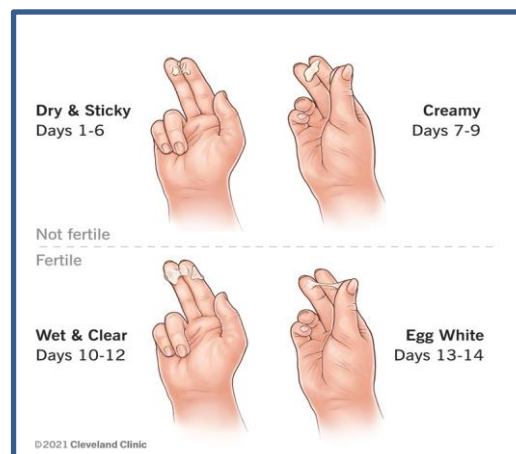 Dry & Sticky
Days 1-6
Creamy
Days 7-9
Not fertile
Fertile
Wet & Clear
Days 10-12
Egg White
Days 13-14
©2021 Cleveland Clinic